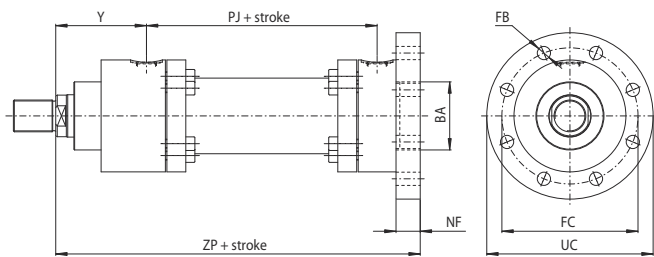 Y
PJ + stroke
FB
BA
NF
FC
ZP + stroke
UC